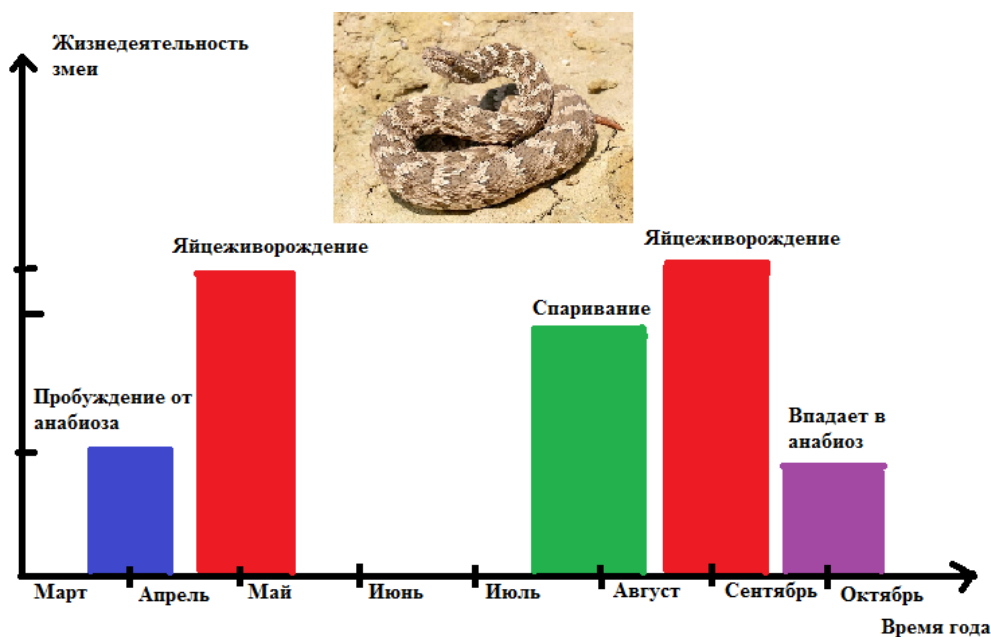 Жизнедеятельность
змеи
Яйцеживорождение
Яйцеживорождение
Спаривание
Пробуждение от
анабиоза
Впадает в
анабиоз
Март Апрель Май Июнь Июль Август Сентябрь Октябрь
Время года